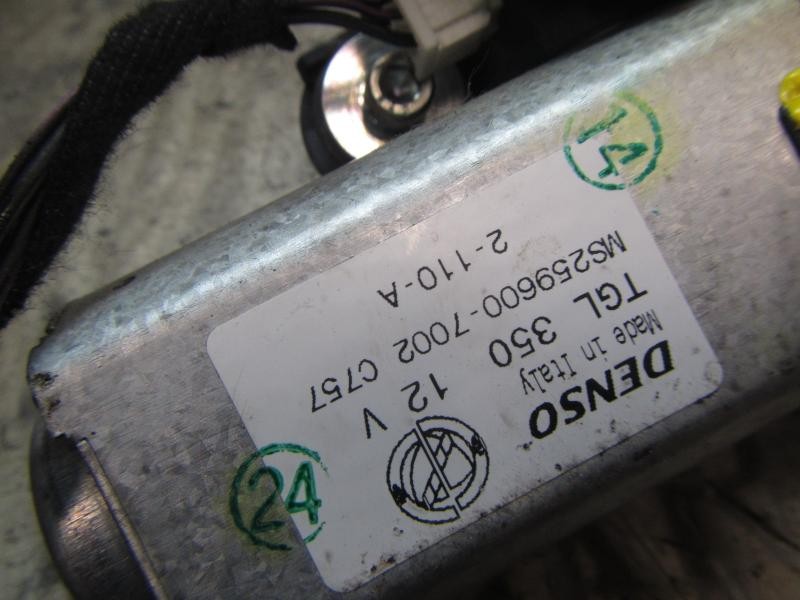 DENSO
Made in Italy
TGL 350 12 V
MS259600-7002 C757
2-110-A
14
24